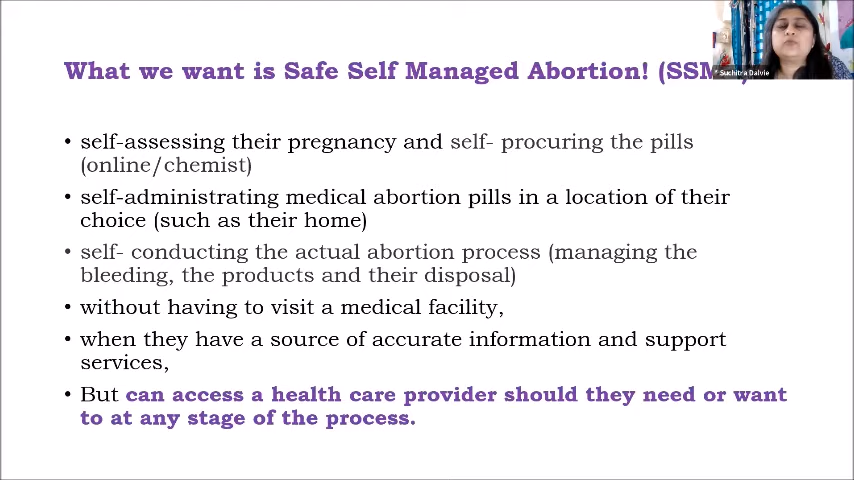 What we want is Safe Self Managed Abortion! (SSM
* Suchitra Dalvie
• self-assessing their pregnancy and self- procuring the pills
(online/chemist)
• self-administrating medical abortion pills in a location of their
choice (such as their home)
• self- conducting the actual abortion process (managing the
bleeding, the products and their disposal)
• without having to visit a medical facility,
• when they have a source of accurate information and support
services,
• But can access a health care provider should they need or want
to at any stage of the process.